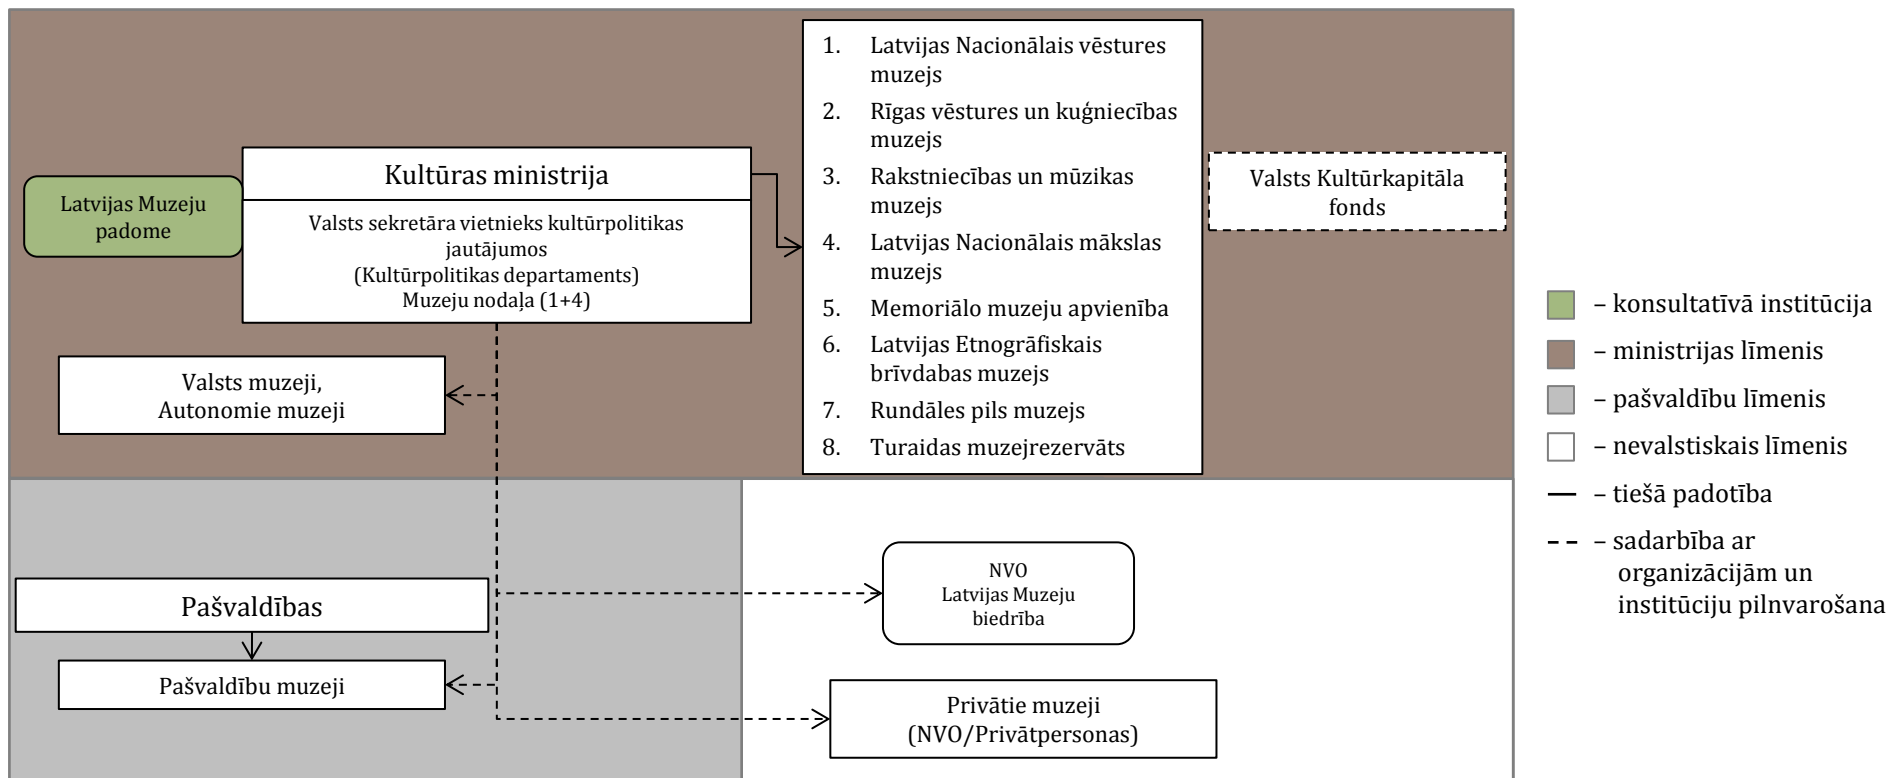 Latvijas Muzeju
padome
Kultūras ministrija
Valsts sekretāra vietnieks kultūrpolitikas
jautājumos
(Kultūrpolitikas departaments)
Muzeju nodaļa (1+4)
1. Latvijas Nacionālais vēstures
muzejs
2. Rīgas vēstures un kuģniecības
muzejs
3. Rakstniecības un mūzikas
muzejs
4. Latvijas Nacionālais mākslas
muzejs
5. Memoriālo muzeju apvienība
6. Latvijas Etnogrāfiskais
brīvdabas muzejs
7. Rundāles pils muzejs
8. Turaidas muzejrezervāts
Valsts Kultūrkapitāla
fonds
Valsts muzeji,
Autonomie muzeji
Pašvaldības
Pašvaldību muzeji
NVO
Latvijas Muzeju
biedrība
Privātie muzeji
(NVO/Privātpersonas)
– konsultatīvā institūcija
– ministrijas līmenis
– pašvaldību līmenis
– nevalstiskais līmenis
– tiešā padotība
– sadarbība ar
organizācijām un
institūciju pilnvarošana